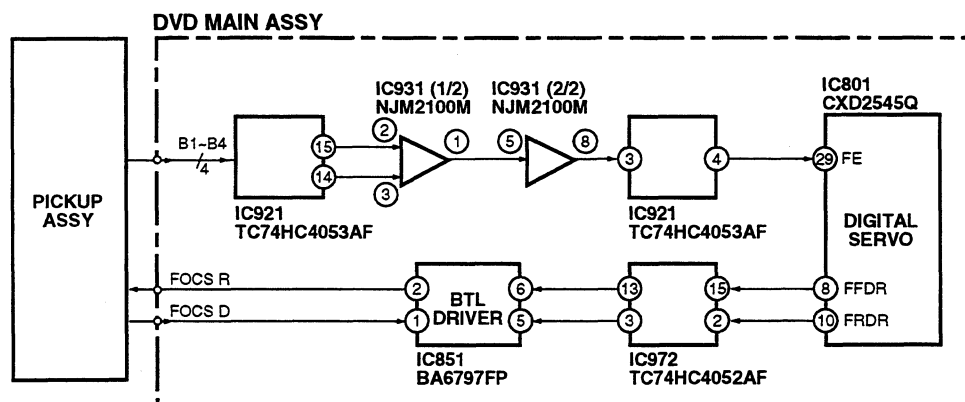 DVD MAIN ASSY
PICKUP
ASSY
B1~B4
4
IC921
TC74HC4053AF
15
14
IC931 (1/2)
NJM2100M
2
3
1
IC931 (2/2)
NJM2100M
5
8
3
4
IC921
TC74HC4053AF
IC801
CXD2545Q
29
FE
DIGITAL
SERVO
8
FFDR
10
FRDR
FOCS R
FOCS D
2
1
BTL
DRIVER
6
5
IC851
BA6797FP
13
3
15
2
IC972
TC74HC4052AF